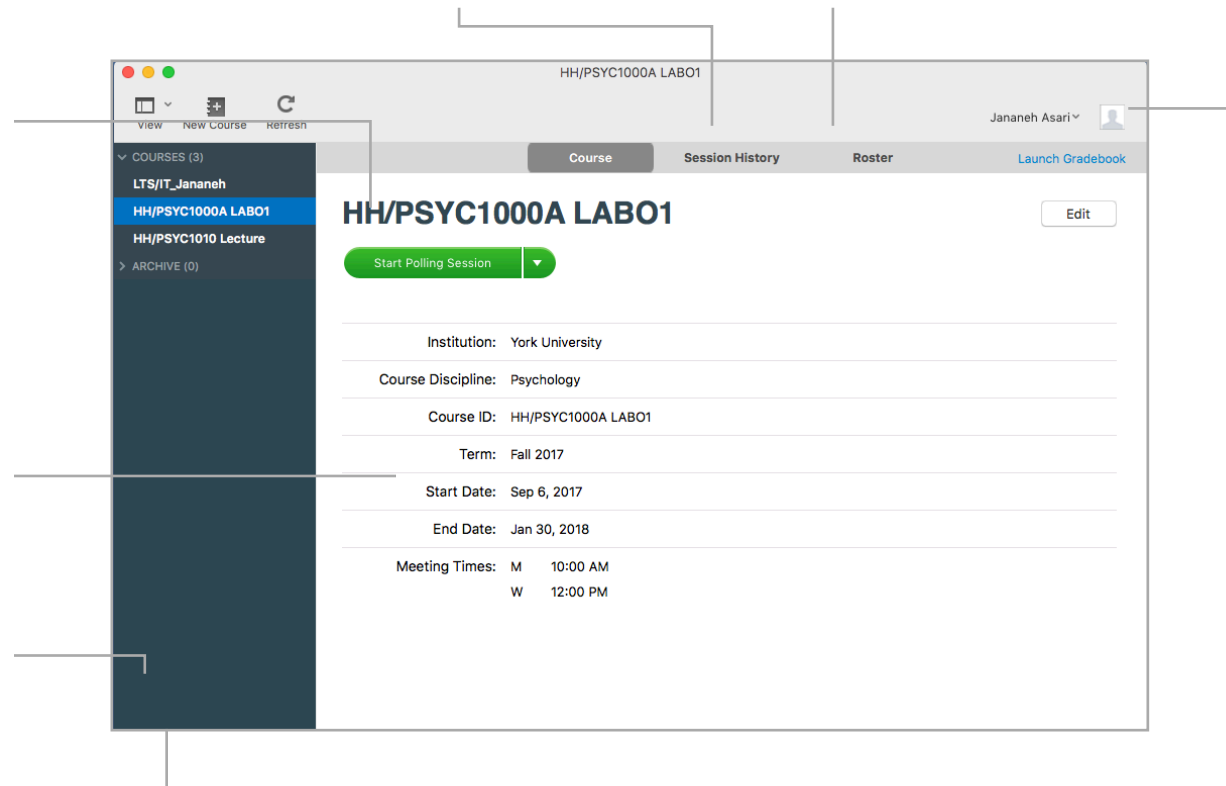 HH/PSYC1000A LABO1
View New Course Refresh
Jananeh Asari
COURSES (3)
Course Session History Roster Launch Gradebook
LTS/IT_Jananeh
HH/PSYC1000A LABO1
HH/PSYC1010 Lecture
ARCHIVE (0)
HH/PSYC1000A LABO1
Edit
Start Polling Session
Institution: York University
Course Discipline: Psychology
Course ID: HH/PSYC1000A LABO1
Term: Fall 2017
Start Date: Sep 6, 2017
End Date: Jan 30, 2018
Meeting Times: M 10:00 AM
W 12:00 PM